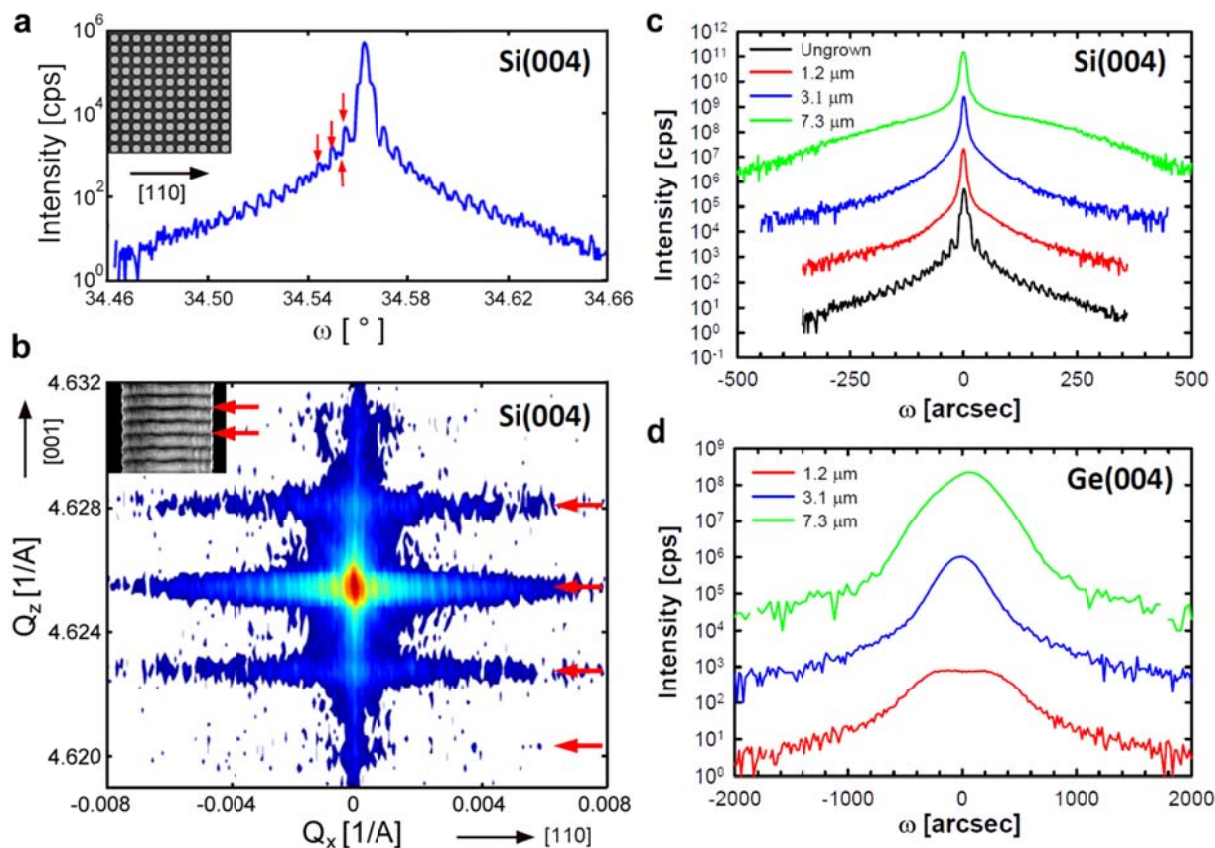 a
Si(004)
Intensity [cps]
10^6
10^4
10^2
10^0
[110]
34.46 34.50 34.54 34.58 34.62 34.66
ω [ ° ]
b
Si(004)
[001]
Q_z [1/A]
4.632
4.628
4.624
4.620
-0.008 -0.004 0 0.004 0.008
Q_x [1/A]
[110]
c
Si(004)
Intensity [cps]
10^12
10^11
10^10
10^9
10^8
10^7
10^6
10^5
10^4
10^3
10^2
10^1
10^0
10^-1
Ungrown
1.2 μm
3.1 μm
7.3 μm
-500 -250 0 250 500
ω [arcsec]
d
Ge(004)
Intensity [cps]
10^9
10^8
10^7
10^6
10^5
10^4
10^3
10^2
10^1
10^0
1.2 μm
3.1 μm
7.3 μm
-2000 -1000 0 1000 2000
ω [arcsec]